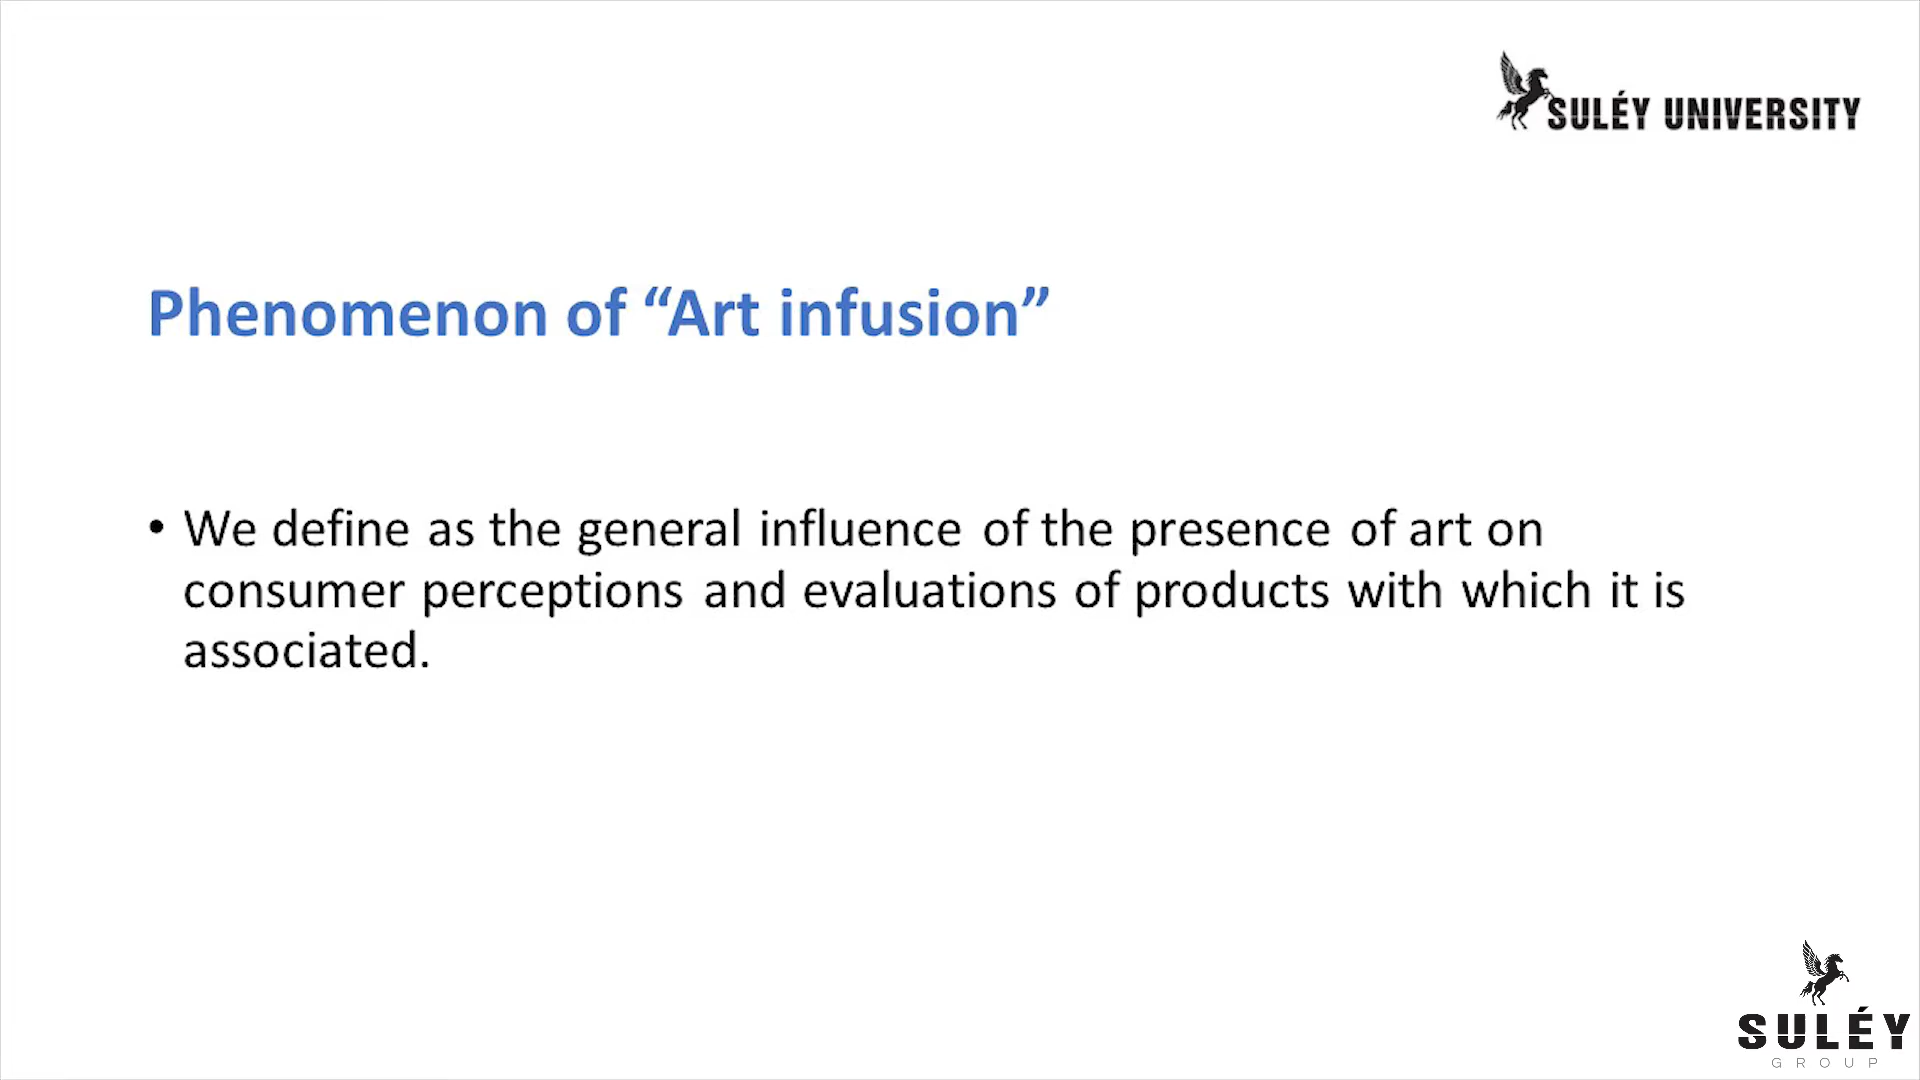 SULÉY UNIVERSITY
Phenomenon of “Art infusion”
• We define as the general influence of the presence of art on
consumer perceptions and evaluations of products with which it is
associated.
SULÉY
GROUP